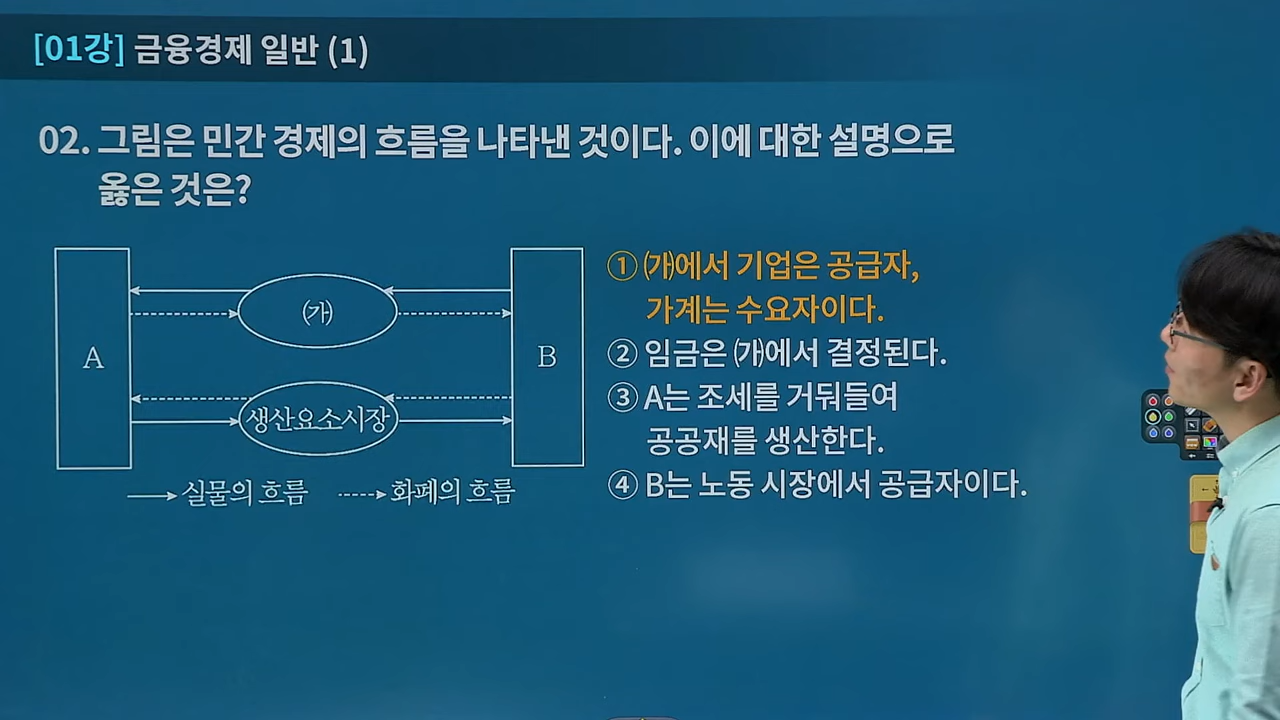 [01강] 금융경제 일반 (1)
02. 그림은 민간 경제의 흐름을 나타낸 것이다. 이에 대한 설명으로
옳은 것은?
A
㈎
생산요소시장
B
실물의 흐름
화폐의 흐름
① ㈎에서 기업은 공급자,
가계는 수요자이다.
② 임금은 ㈎에서 결정된다.
③ A는 조세를 거둬들여
공공재를 생산한다.
④ B는 노동 시장에서 공급자이다.